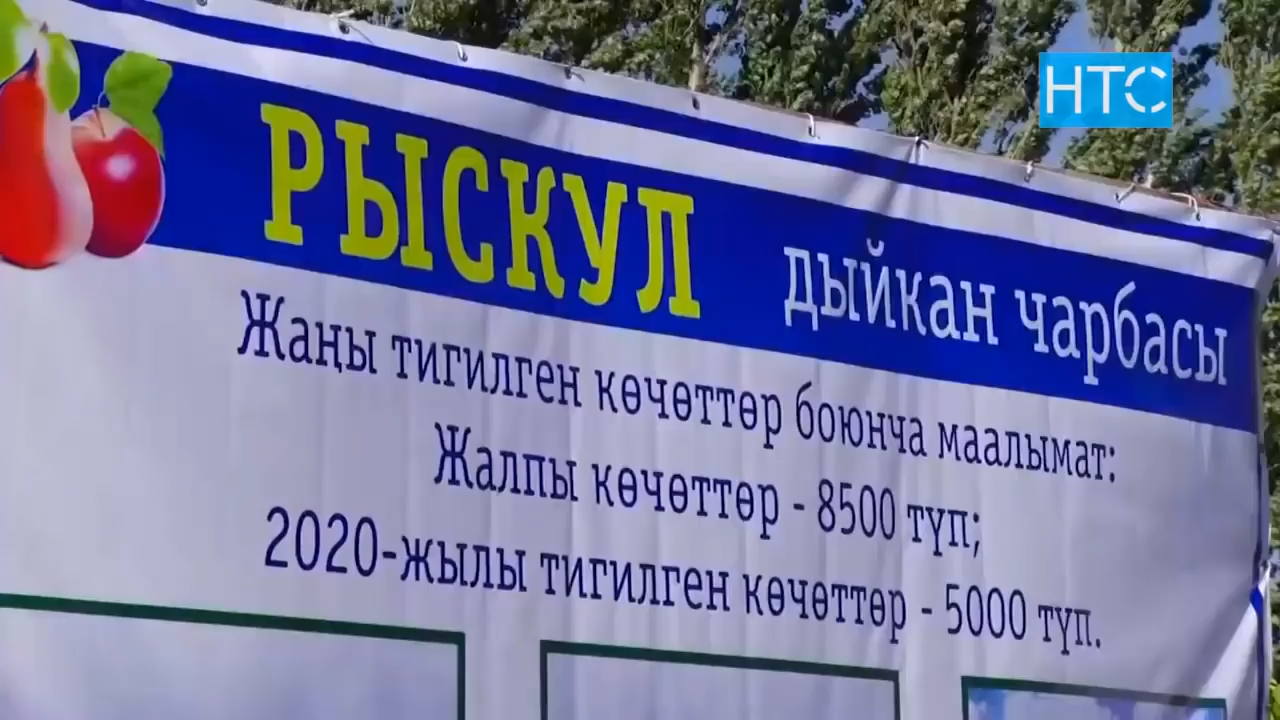 НТС
РЫСКУЛ дыйкан чарбасы
Жаңы тигилген көчөттөр боюнча маалымат:
Жалпы көчөттөр - 8500 түп;
2020-жылы тигилген көчөттөр - 5000 түп.